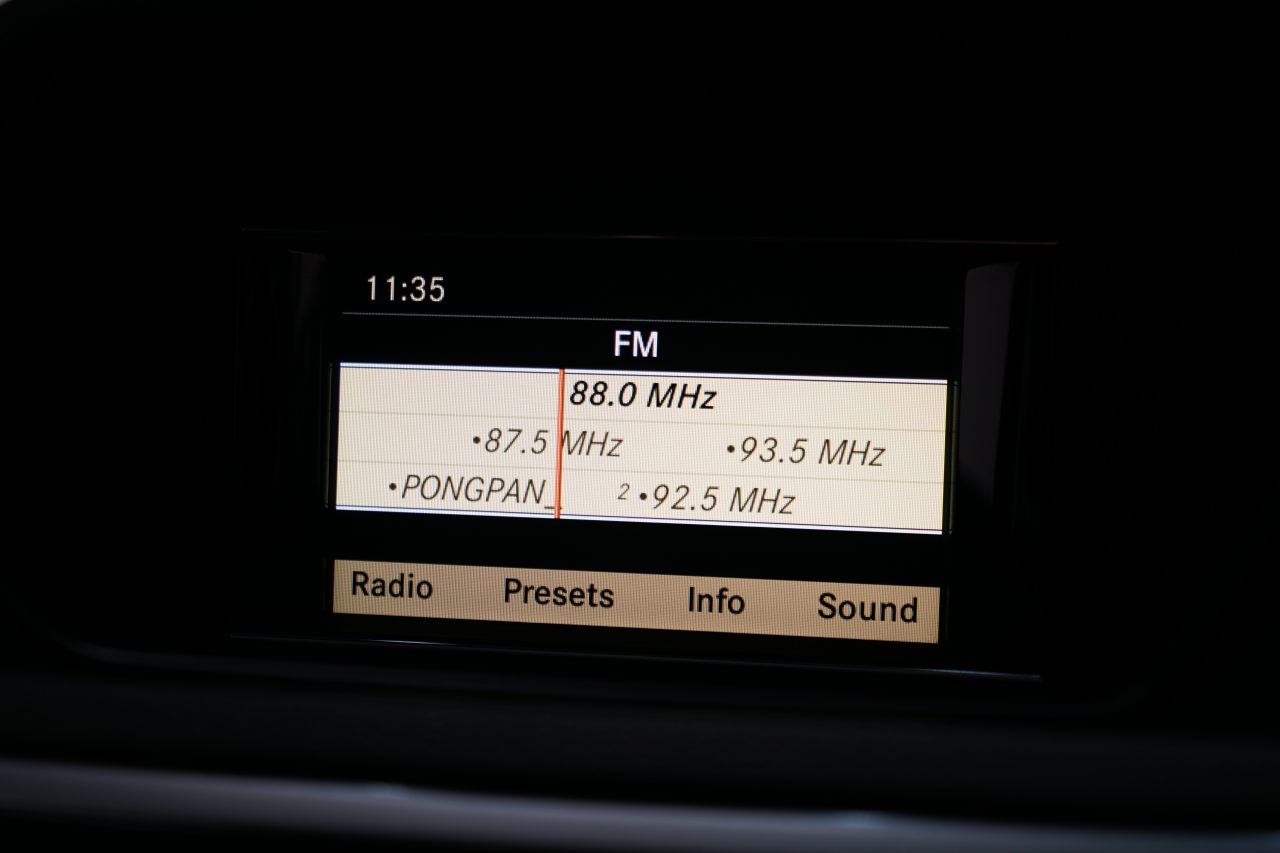 11:35
FM
88.0 MHz
•87.5 MHz •93.5 MHz
•PONGPAN_ 2 •92.5 MHz
Radio Presets Info Sound